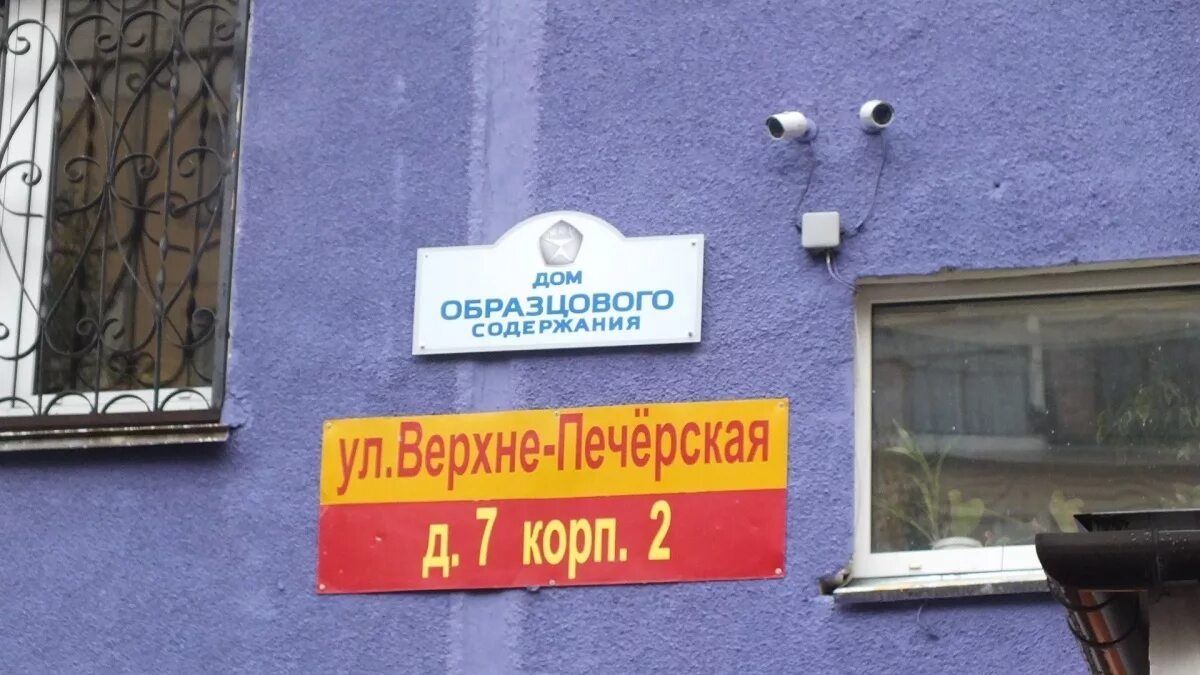 ДОМ
ОБРАЗЦОВОГО
СОДЕРЖАНИЯ
ул.Верхне-Печёрская
д. 7 корп. 2